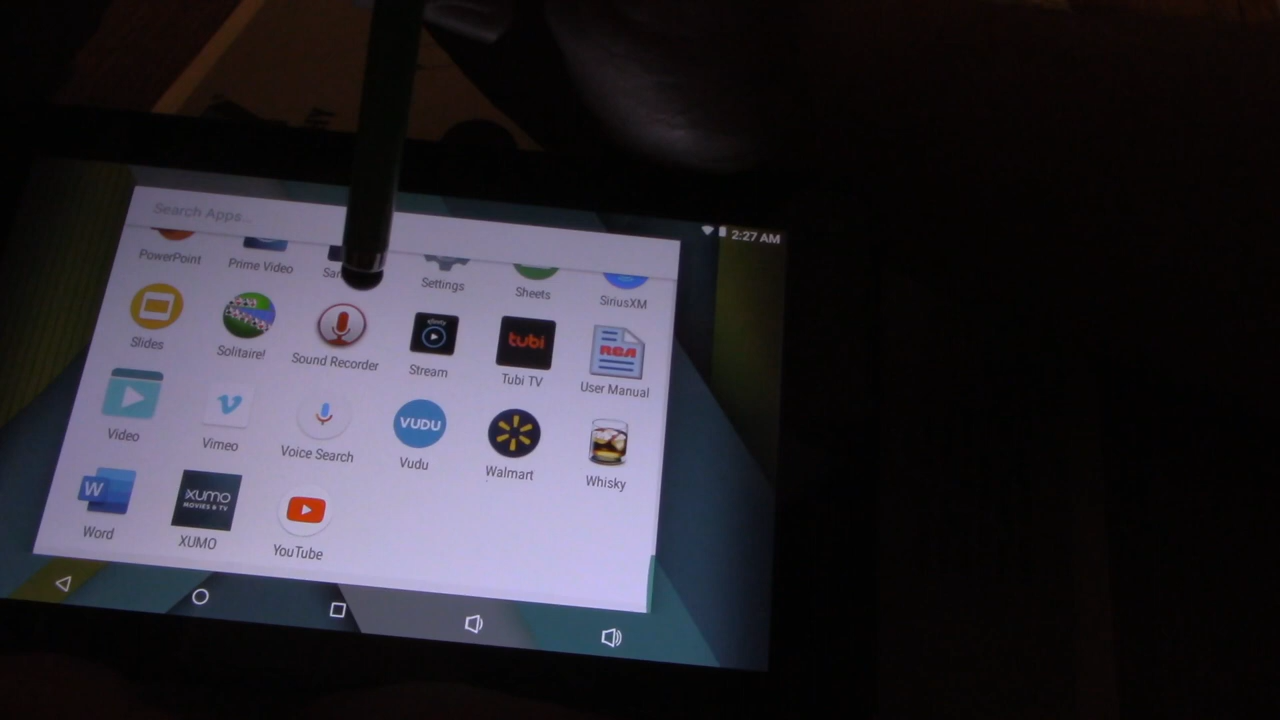 Search Apps...
2:27 AM
PowerPoint
Prime Video
Settings
Sheets
SiriusXM
Slides
Solitaire!
Sound Recorder
xfinity
Stream
tubi
Tubi TV
RCA
User Manual
Video
Vimeo
Voice Search
VUDU
Vudu
Walmart
Whisky
W
Word
XUMO
MOVIES & TV
XUMO
YouTube